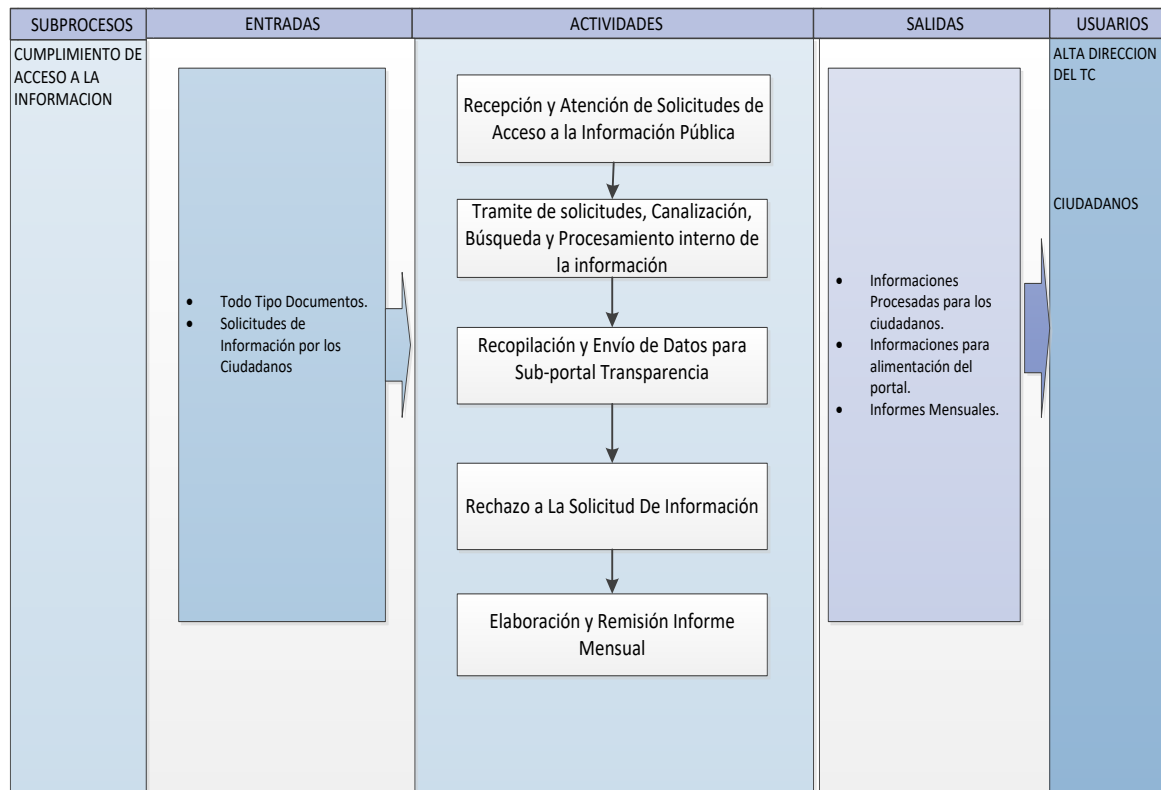 SUBPROCESOS
ENTRADAS
ACTIVIDADES
SALIDAS
USUARIOS
CUMPLIMIENTO DE
ACCESO A LA
INFORMACION
• Todo Tipo Documentos.
• Solicitudes de
Información por los
Ciudadanos
Recepción y Atención de Solicitudes de
Acceso a la Información Pública
Tramite de solicitudes, Canalización,
Búsqueda y Procesamiento interno de
la información
Recopilación y Envío de Datos para
Sub-portal Transparencia
Rechazo a La Solicitud De Información
Elaboración y Remisión Informe
Mensual
• Informaciones
Procesadas para los
ciudadanos.
• Informaciones para
alimentación del
portal.
• Informes Mensuales.
ALTA DIRECCION
DEL TC
CIUDADANOS